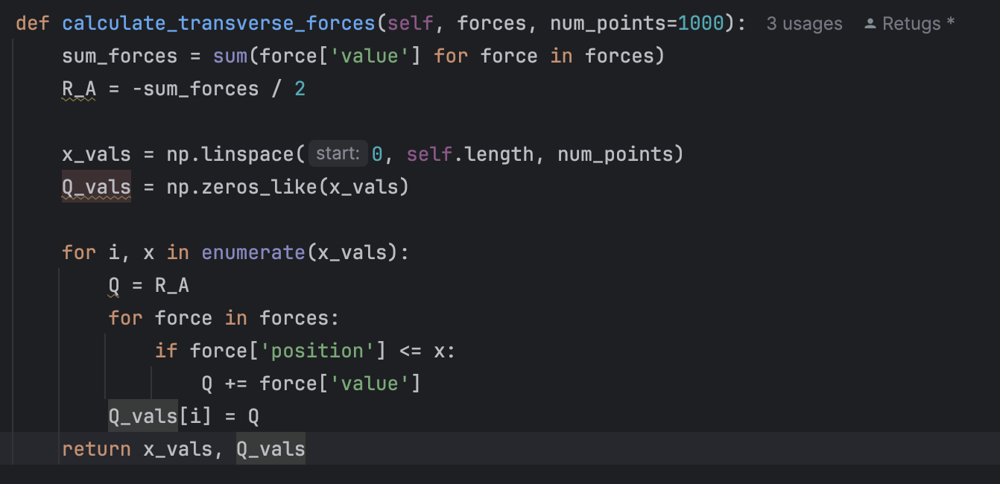 def calculate_transverse_forces(self, forces, num_points=1000): 3 usages Retugs *
    sum_forces = sum(force['value'] for force in forces)
    R_A = -sum_forces / 2

    x_vals = np.linspace( start: 0, self.length, num_points)
    Q_vals = np.zeros_like(x_vals)

    for i, x in enumerate(x_vals):
        Q = R_A
        for force in forces:
            if force['position'] <= x:
                Q += force['value']
        Q_vals[i] = Q
    return x_vals, Q_vals